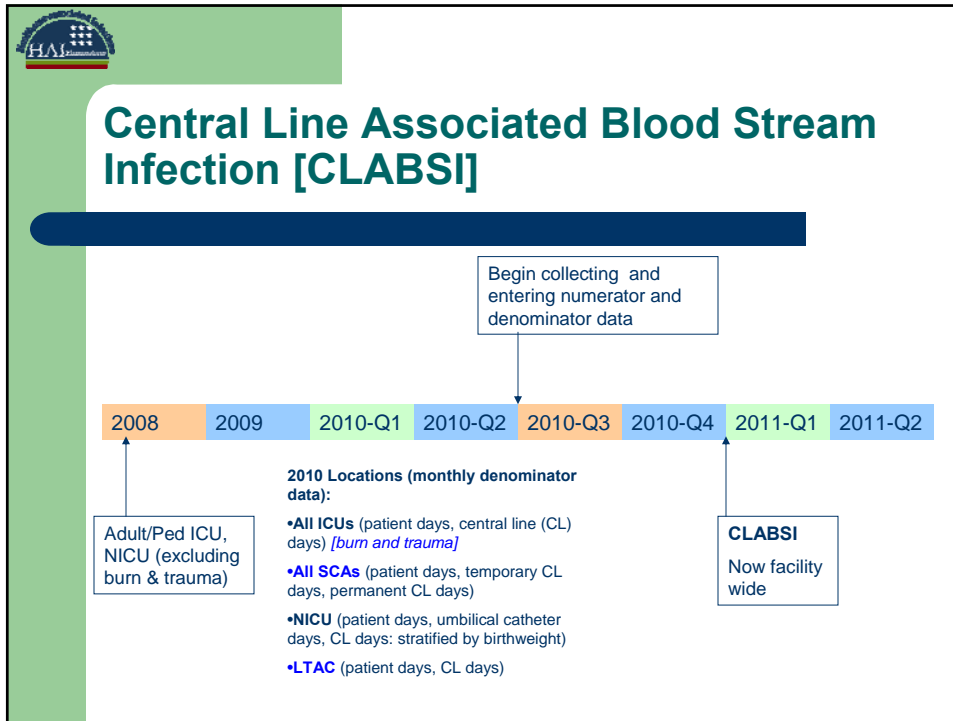 HAI
Central Line Associated Blood Stream
Infection [CLABSI]
Begin collecting and
entering numerator and
denominator data
2008 2009 2010-Q1 2010-Q2 2010-Q3 2010-Q4 2011-Q1 2011-Q2
Adult/Ped ICU,
NICU (excluding
burn & trauma)
2010 Locations (monthly denominator
data):
•All ICUs (patient days, central line (CL)
days) [burn and trauma]
•All SCAs (patient days, temporary CL
days, permanent CL days)
•NICU (patient days, umbilical catheter
days, CL days: stratified by birthweight)
•LTAC (patient days, CL days)
CLABSI
Now facility
wide